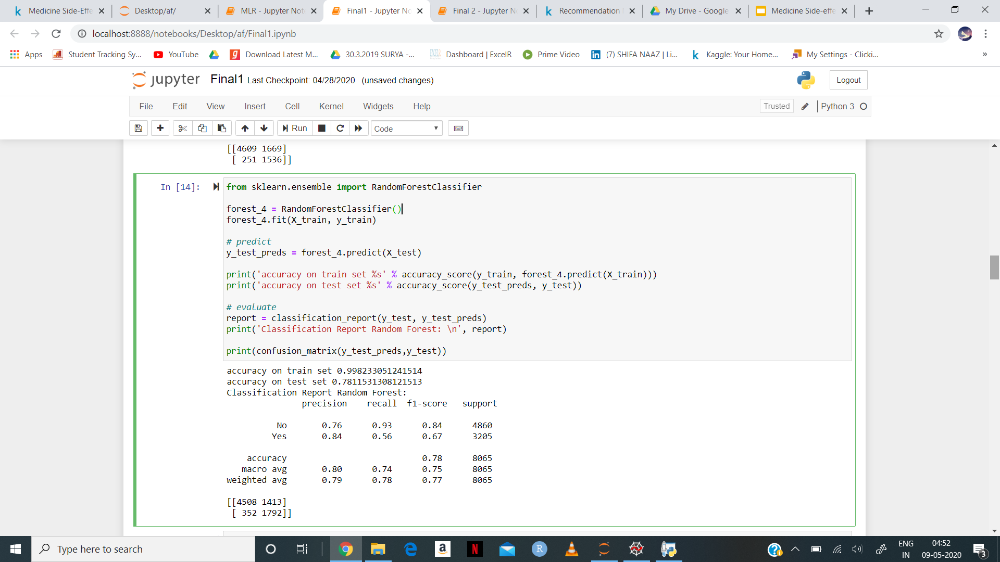 Medicine Side-Effe
Desktop/af/
MLR - Jupyter Not
Final1 - Jupyter No
Final 2 - Jupyter N
Recommendation
My Drive - Google
Medicine Side-effe
localhost:8888/notebooks/Desktop/af/Final1.ipynb
Apps
Student Tracking Sy...
YouTube
Download Latest M...
30.3.2019 SURYA -...
Dashboard | ExcelR
Prime Video
(7) SHIFA NAAZ | Li...
Kaggle: Your Home...
My Settings - Clicki...
»
jupyter Final1 Last Checkpoint: 04/28/2020 (unsaved changes)
Logout
File Edit View Insert Cell Kernel Widgets Help
Trusted
Python 3
Run
Code
[[4609 1669]
 [ 251 1536]]
In [14]:
from sklearn.ensemble import RandomForestClassifier
forest_4 = RandomForestClassifier()
forest_4.fit(X_train, y_train)
# predict
y_test_preds = forest_4.predict(X_test)
print('accuracy on train set %s' % accuracy_score(y_train, forest_4.predict(X_train)))
print('accuracy on test set %s' % accuracy_score(y_test_preds, y_test))
# evaluate
report = classification_report(y_test, y_test_preds)
print('Classification Report Random Forest: \n', report)
print(confusion_matrix(y_test_preds,y_test))
accuracy on train set 0.998233051241514
accuracy on test set 0.7811531308121513
Classification Report Random Forest:
precision recall f1-score support
No 0.76 0.93 0.84 4860
Yes 0.84 0.56 0.67 3205
accuracy 0.78 8065
macro avg 0.80 0.74 0.75 8065
weighted avg 0.79 0.78 0.77 8065
[[4508 1413]
 [ 352 1792]]
Type here to search
ENG
IN
04:52
09-05-2020
3